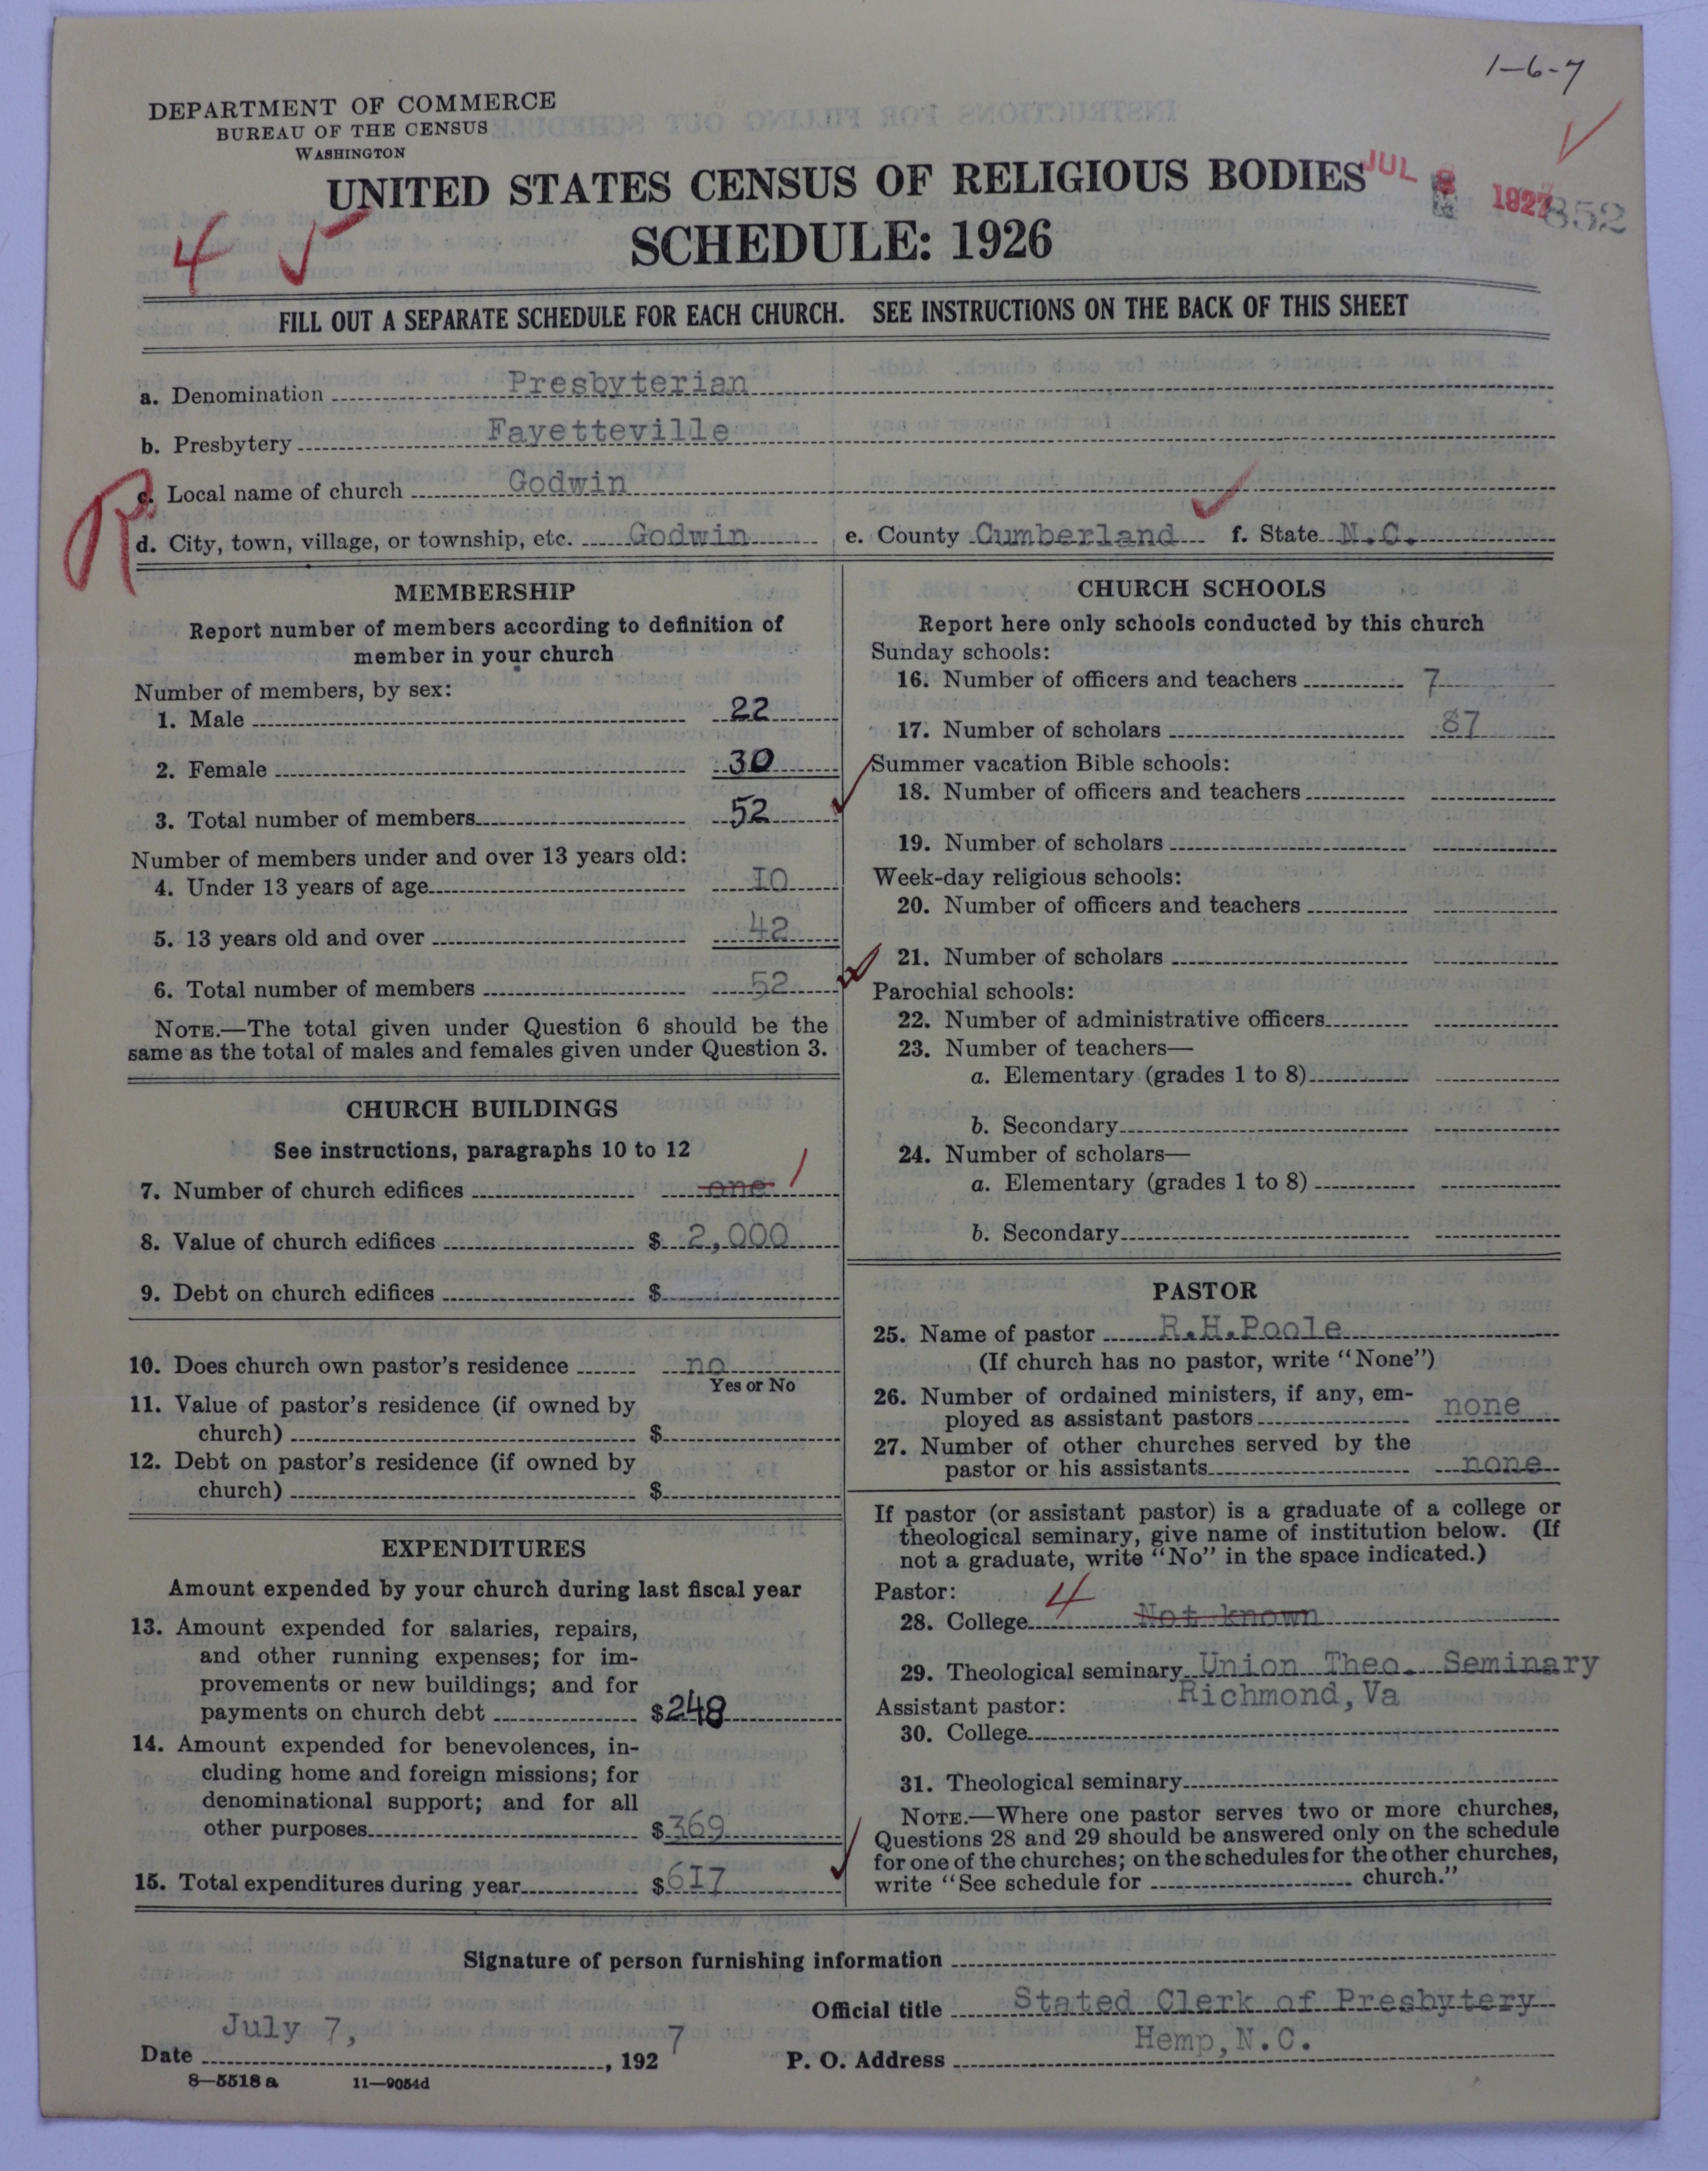 1-6-7
DEPARTMENT OF COMMERCE
BUREAU OF THE CENSUS
WASHINGTON
UNITED STATES CENSUS OF RELIGIOUS BODIES
JUL 8 1927
852
SCHEDULE: 1926
4
FILL OUT A SEPARATE SCHEDULE FOR EACH CHURCH. SEE INSTRUCTIONS ON THE BACK OF THIS SHEET
a. Denomination Presbyterian
b. Presbytery Fayetteville
R
c. Local name of church Godwin
d. City, town, village, or township, etc. Godwin e. County Cumberland f. State N.C.
MEMBERSHIP
Report number of members according to definition of
member in your church
Number of members, by sex:
1. Male 22
2. Female 30
3. Total number of members 52
Number of members under and over 13 years old:
4. Under 13 years of age IO
5. 13 years old and over 42
6. Total number of members 52
NOTE.—The total given under Question 6 should be the
same as the total of males and females given under Question 3.
CHURCH BUILDINGS
See instructions, paragraphs 10 to 12
7. Number of church edifices one 1
8. Value of church edifices $ 2,000
9. Debt on church edifices $
10. Does church own pastor's residence no
Yes or No
11. Value of pastor's residence (if owned by
church) $
12. Debt on pastor's residence (if owned by
church) $
EXPENDITURES
Amount expended by your church during last fiscal year
13. Amount expended for salaries, repairs,
and other running expenses; for im-
provements or new buildings; and for
payments on church debt $248
14. Amount expended for benevolences, in-
cluding home and foreign missions; for
denominational support; and for all
other purposes $369
15. Total expenditures during year $6I7
CHURCH SCHOOLS
Report here only schools conducted by this church
Sunday schools:
16. Number of officers and teachers 7
17. Number of scholars 87
Summer vacation Bible schools:
18. Number of officers and teachers
19. Number of scholars
Week-day religious schools:
20. Number of officers and teachers
21. Number of scholars
Parochial schools:
22. Number of administrative officers
23. Number of teachers—
a. Elementary (grades 1 to 8)
b. Secondary
24. Number of scholars—
a. Elementary (grades 1 to 8)
b. Secondary
PASTOR
25. Name of pastor R.H.Poole
(If church has no pastor, write "None")
26. Number of ordained ministers, if any, em-
ployed as assistant pastors none
27. Number of other churches served by the
pastor or his assistants none
If pastor (or assistant pastor) is a graduate of a college or
theological seminary, give name of institution below. (If
not a graduate, write "No" in the space indicated.)
Pastor:
28. College 4 Not known
29. Theological seminary Union Theo. Seminary
Richmond,Va
Assistant pastor:
30. College
31. Theological seminary
NOTE.—Where one pastor serves two or more churches,
Questions 28 and 29 should be answered only on the schedule
for one of the churches; on the schedules for the other churches,
write "See schedule for church."
Signature of person furnishing information
Official title Stated Clerk of Presbytery
Date July 7, , 1927 P. O. Address Hemp,N.C.
8—5518 a 11—9054d